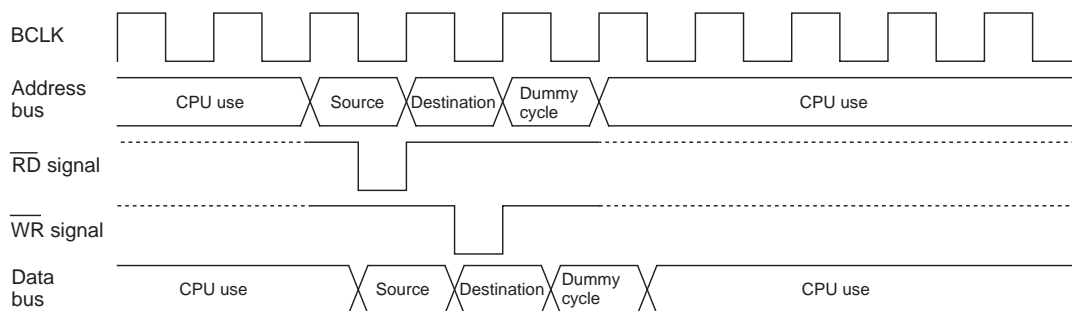 BCLK
Address
bus
CPU use
Source
Destination
Dummy
cycle
CPU use
RD signal
WR signal
Data
bus
CPU use
Source
Destination
Dummy
cycle
CPU use